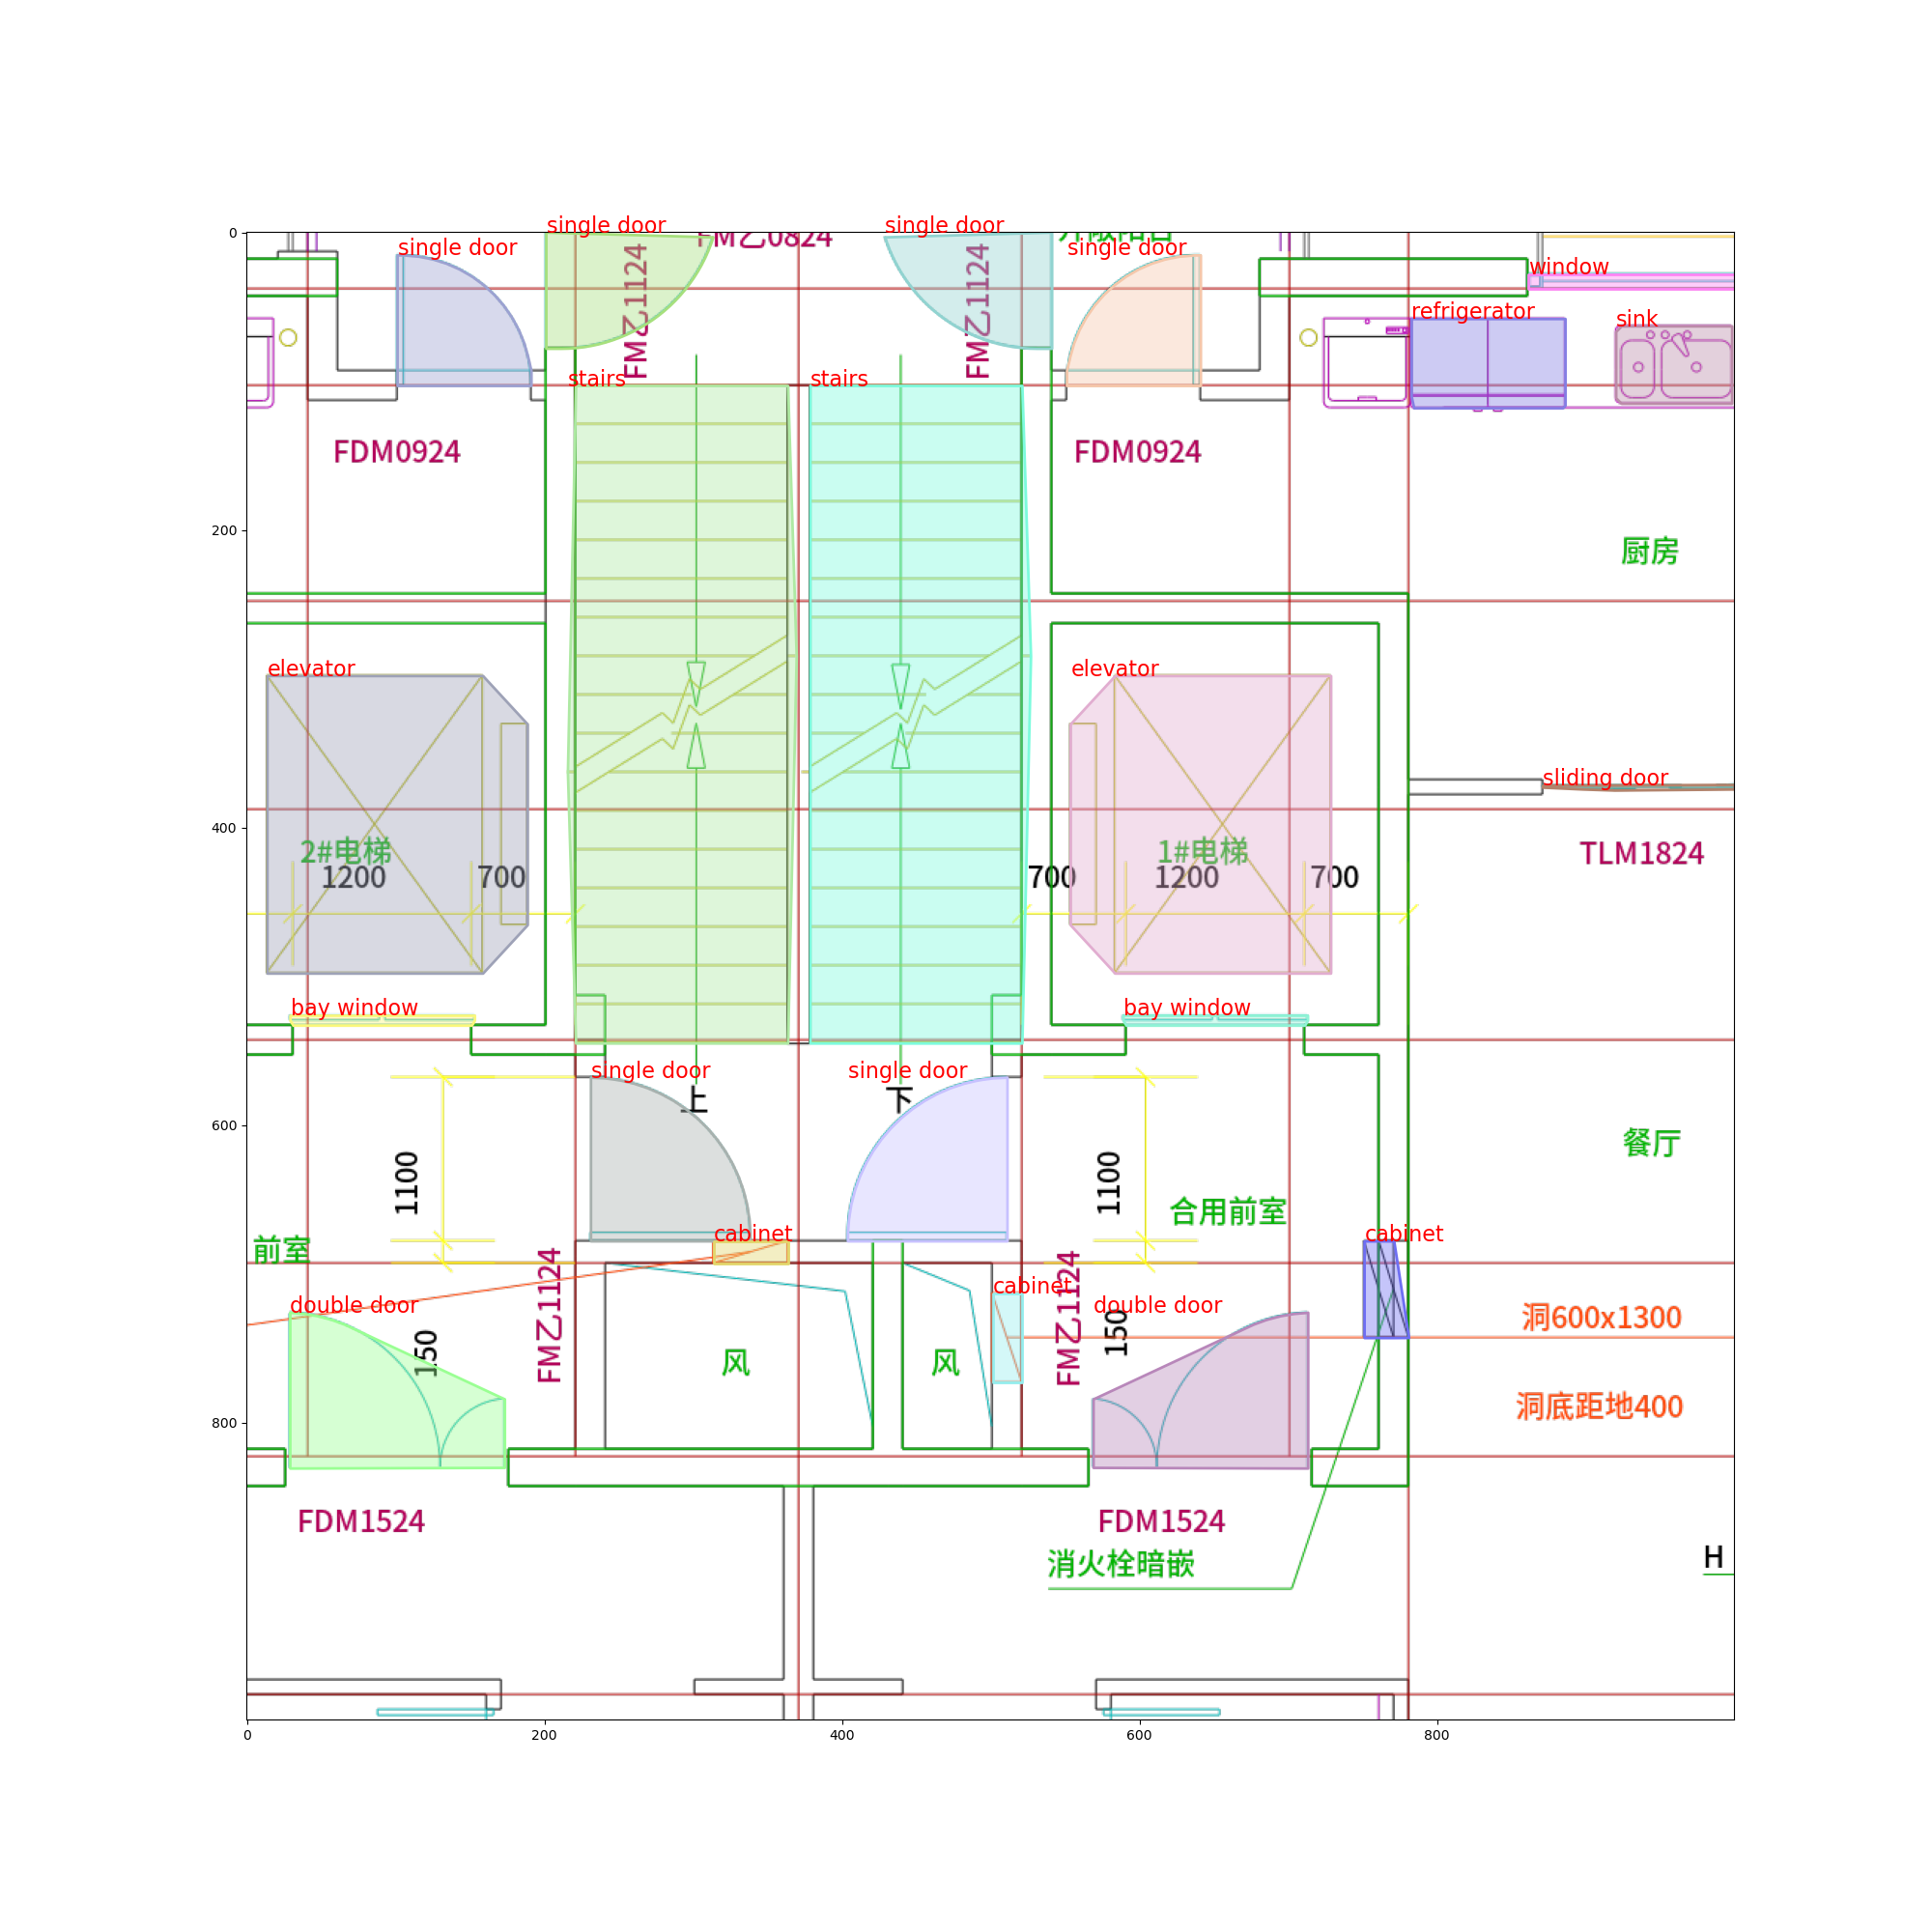 single door
single door
single door
single door
FM乙0824
FM乙1124
FM乙1124
window
refrigerator
sink
stairs
stairs
FDM0924
FDM0924
厨房
elevator
elevator
sliding door
2#电梯
1#电梯
TLM1824
1200
700
700
1200
700
bay window
bay window
single door
single door
上
下
餐厅
1100
1100
合用前室
前室
cabinet
cabinet
cabinet
double door
double door
FM乙1124
FM乙1124
150
150
洞600x1300
风
风
洞底距地400
FDM1524
FDM1524
消火栓暗嵌
H
0
200
400
600
800
0
200
400
600
800